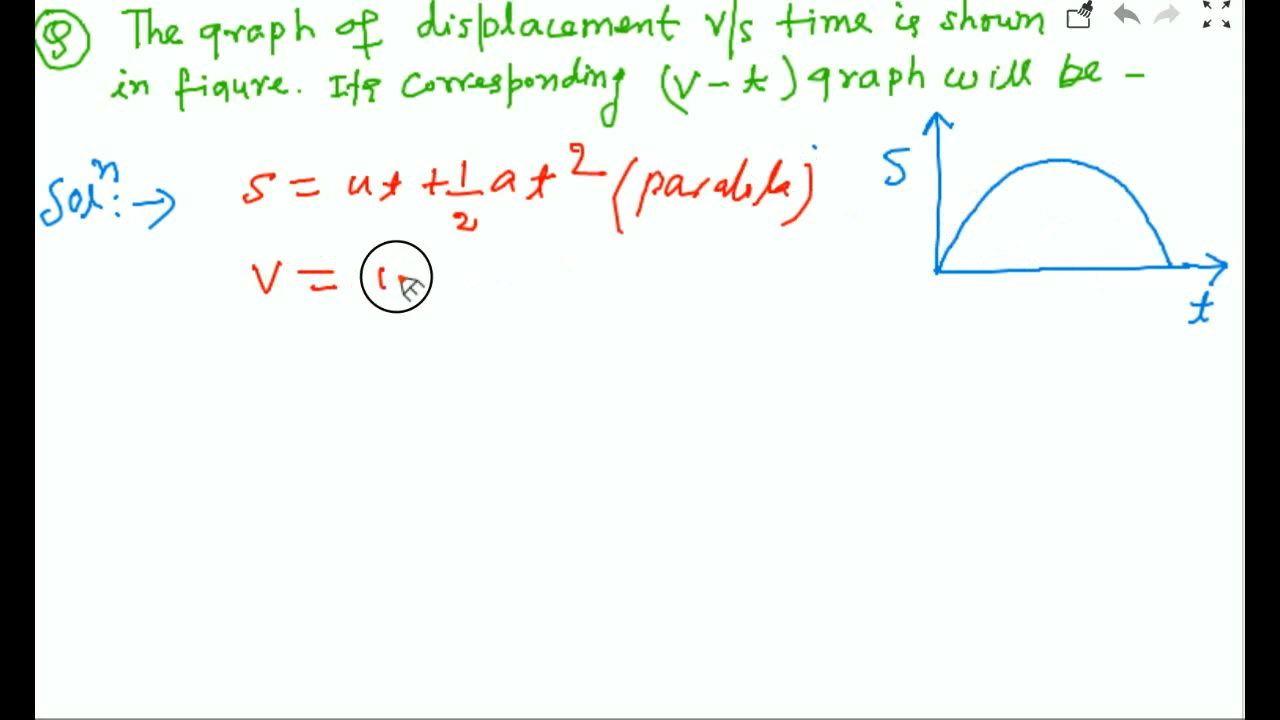 Q The graph of displacement v/s time is shown
in figure. Its corresponding (v-t) graph will be -
Solⁿ: → s = ut + 1/2 at² (parabola)
v = u
S
t